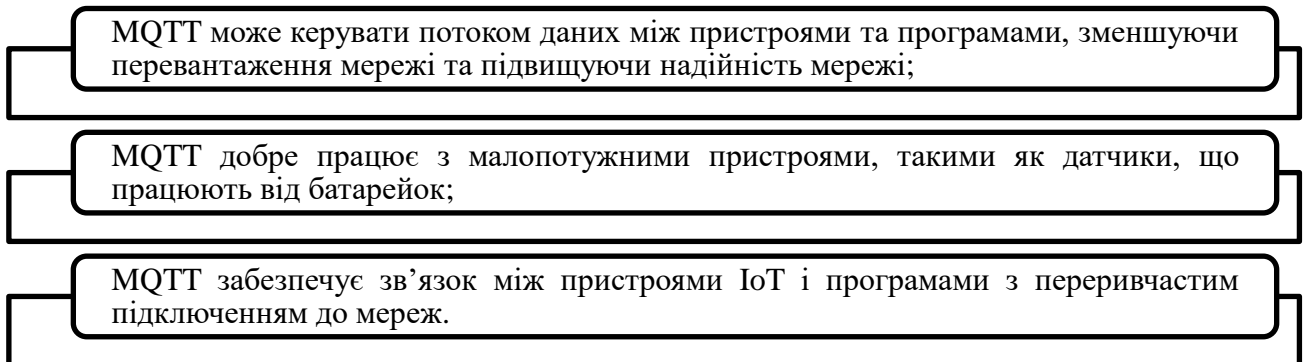 MQTT може керувати потоком даних між пристроями та програмами, зменшуючи
перевантаження мережі та підвищуючи надійність мережі;
MQTT добре працює з малопотужними пристроями, такими як датчики, що
працюють від батарейок;
MQTT забезпечує зв’язок між пристроями ІоТ і програмами з переривчастим
підключенням до мереж.